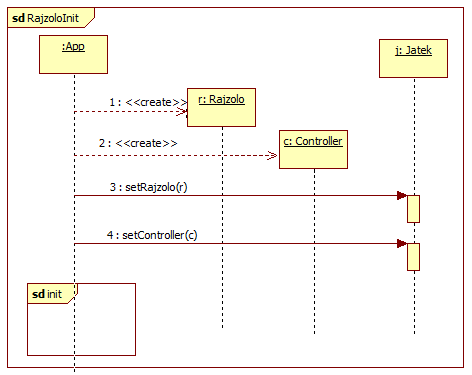 sd RajzoloInit
:App
j: Jatek
1 : <<create>>
r: Rajzolo
2 : <<create>>
c: Controller
3 : setRajzolo(r)
4 : setController(c)
sd init